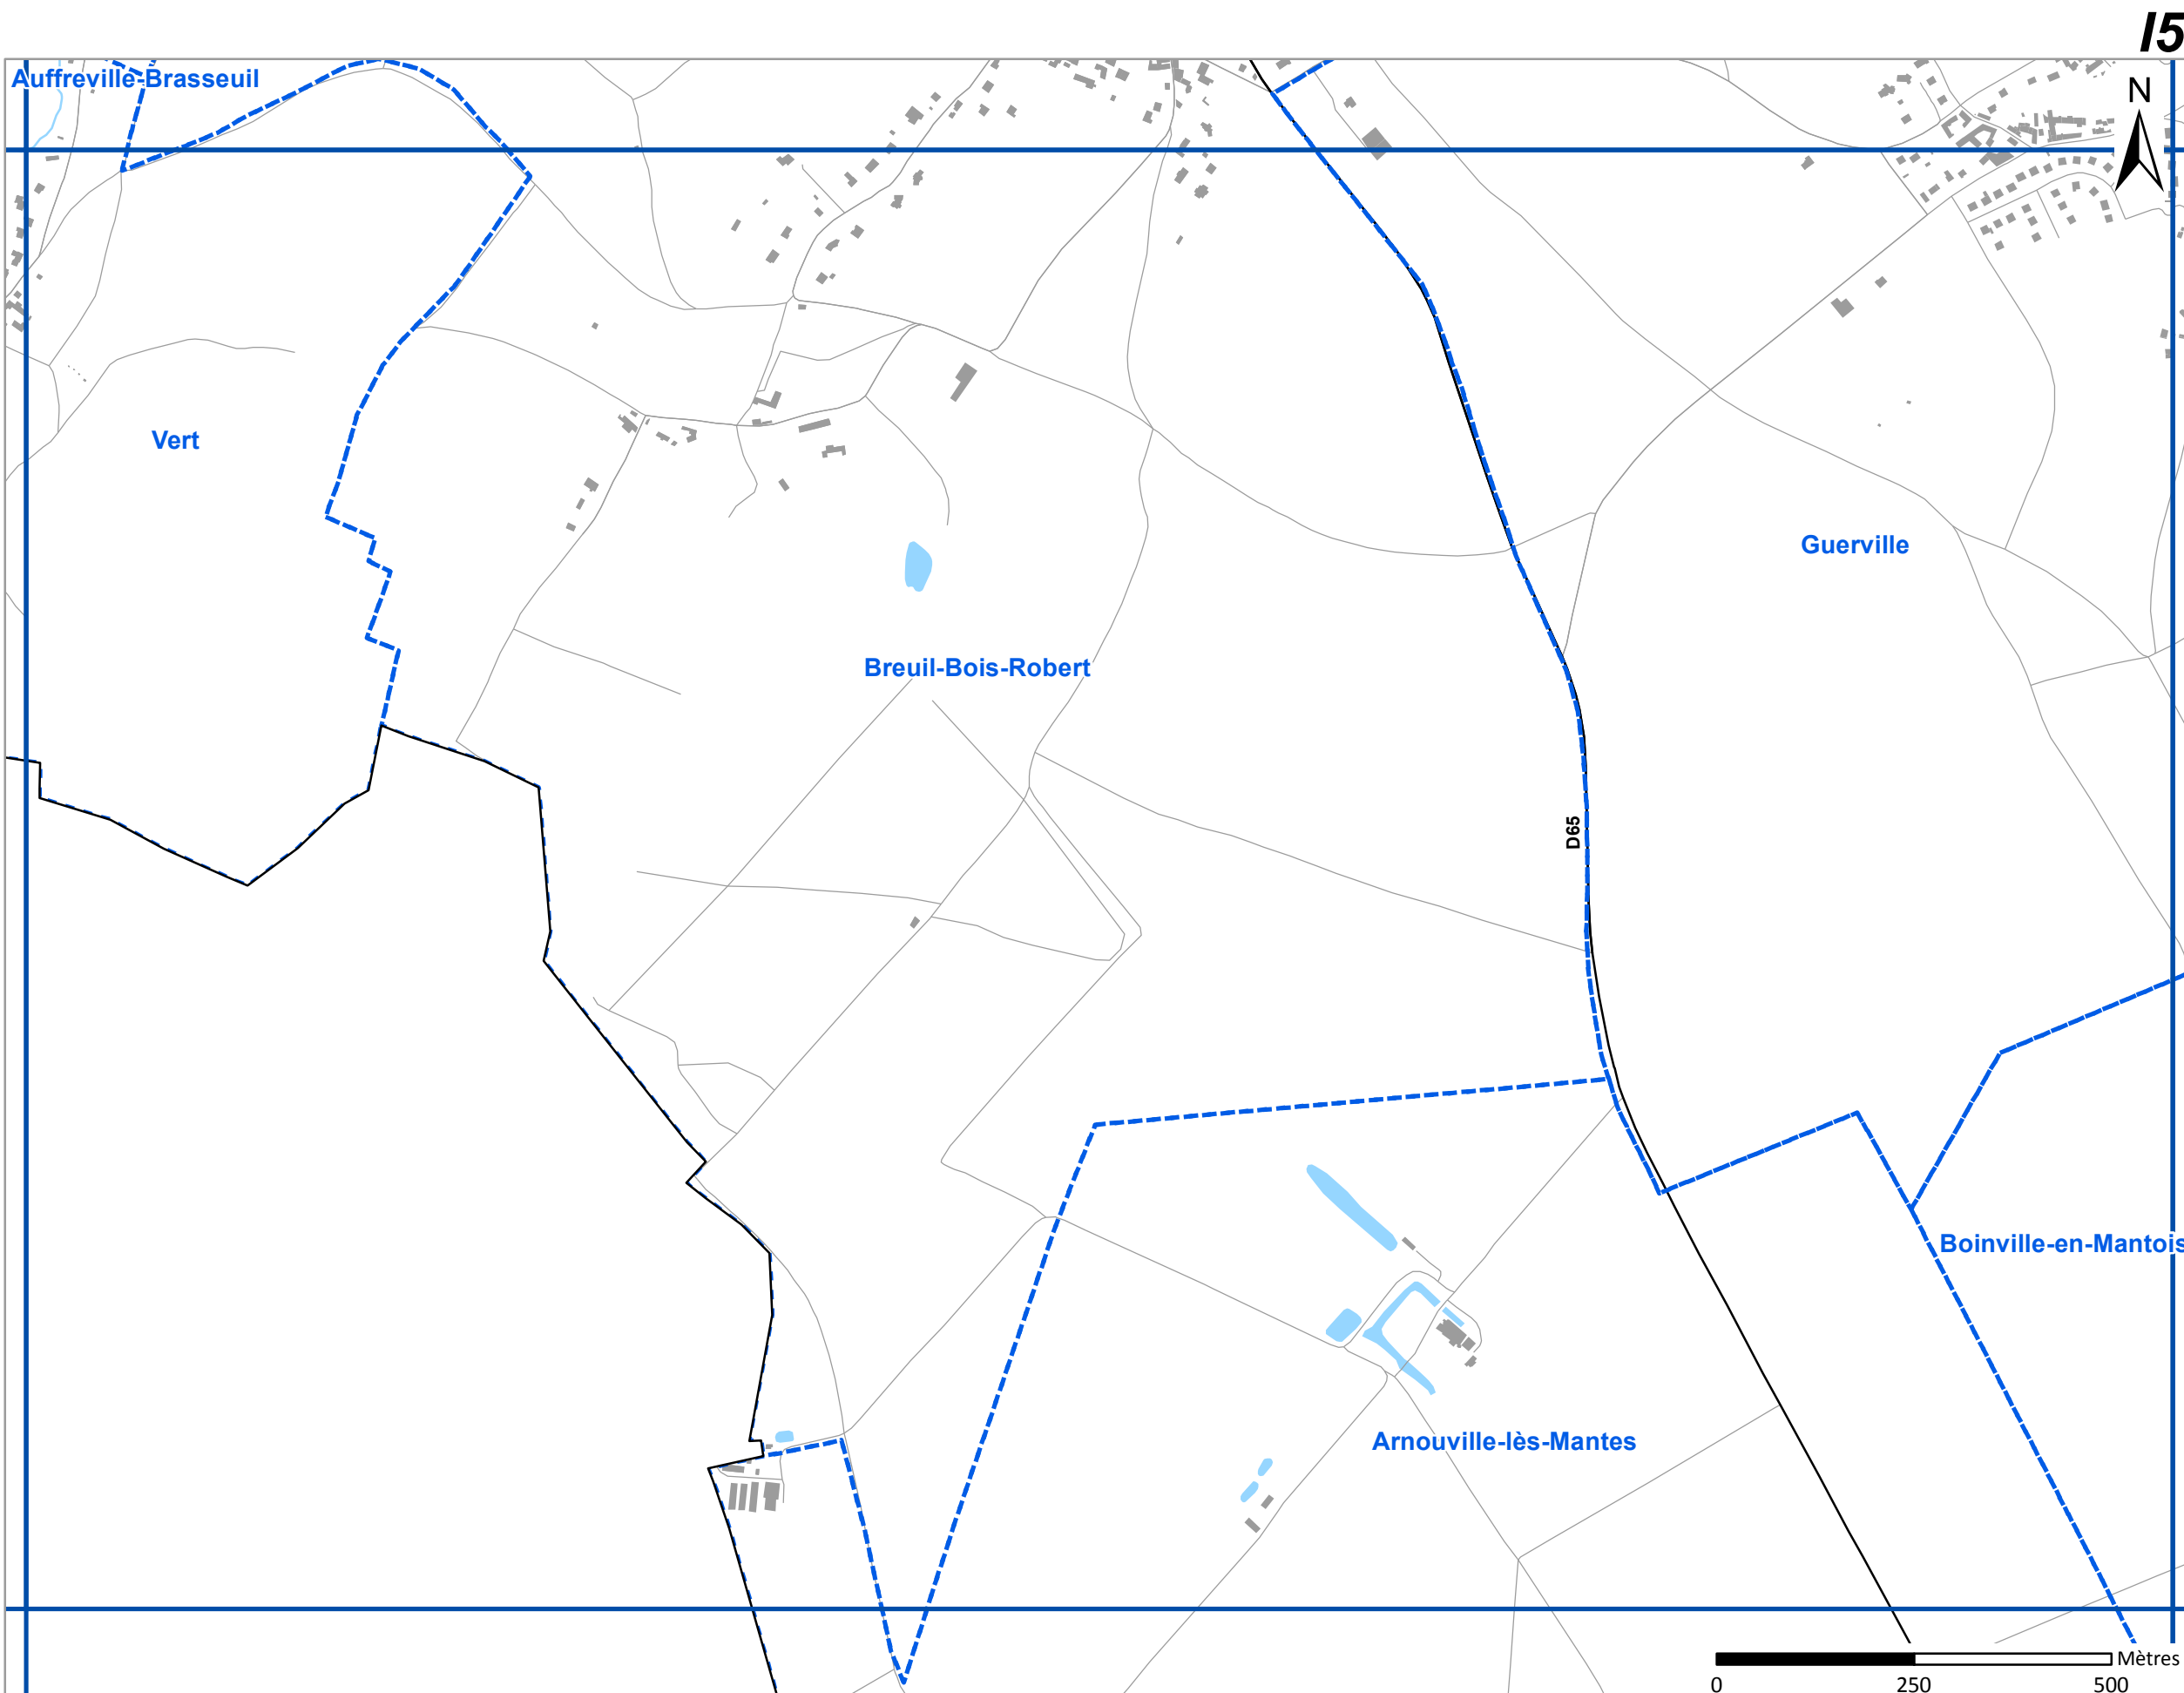 I5
Auffreville-Brasseuil
N
Vert
Guerville
Breuil-Bois-Robert
D65
Boinville-en-Mantois
Arnouville-lès-Mantes
Mètres
0 250 500